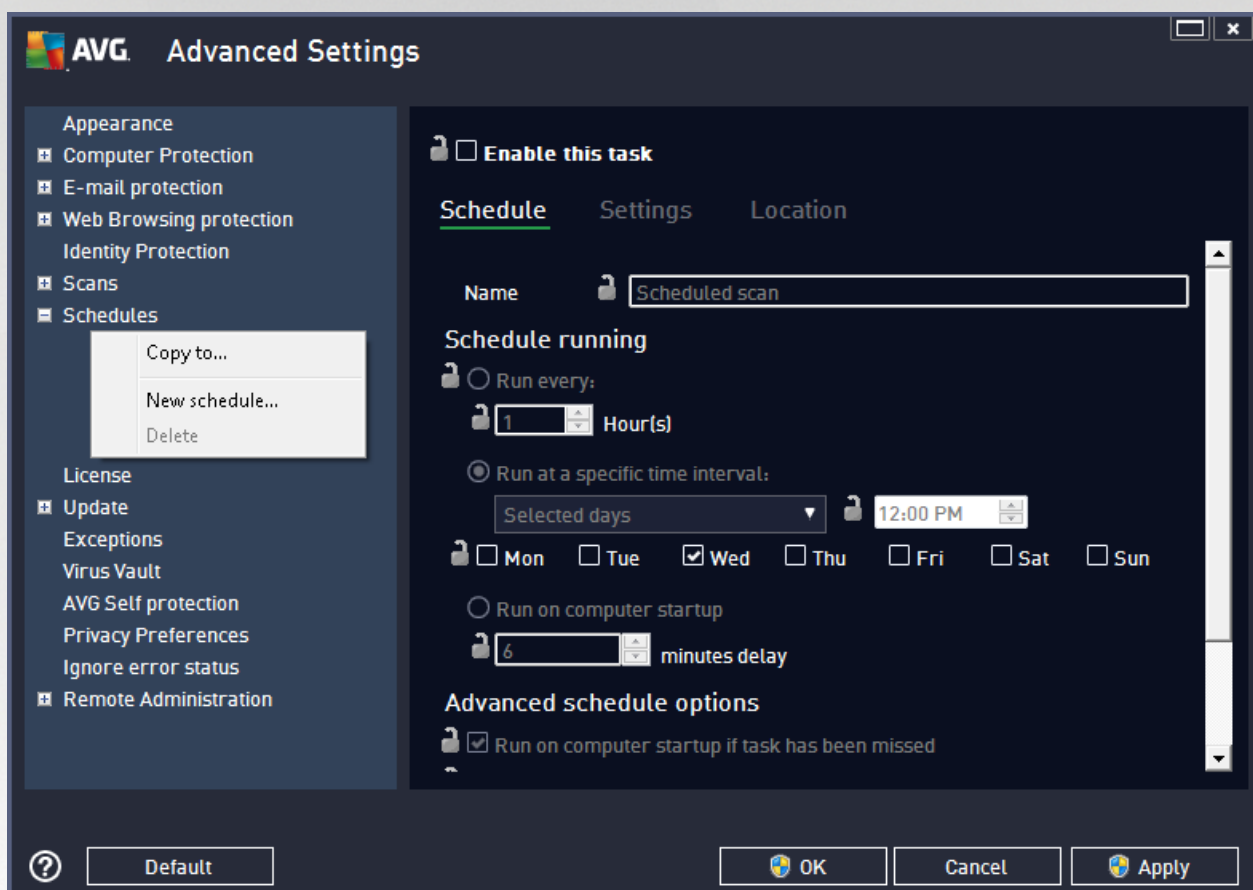 AVG. Advanced Settings
Appearance
Computer Protection
E-mail protection
Web Browsing protection
Identity Protection
Scans
Schedules
Copy to...
New schedule...
Delete
License
Update
Exceptions
Virus Vault
AVG Self protection
Privacy Preferences
Ignore error status
Remote Administration
Enable this task
Schedule Settings Location
Name Scheduled scan
Schedule running
Run every:
1 Hour(s)
Run at a specific time interval:
Selected days 12:00 PM
Mon Tue Wed Thu Fri Sat Sun
Run on computer startup
6 minutes delay
Advanced schedule options
Run on computer startup if task has been missed
? Default OK Cancel Apply